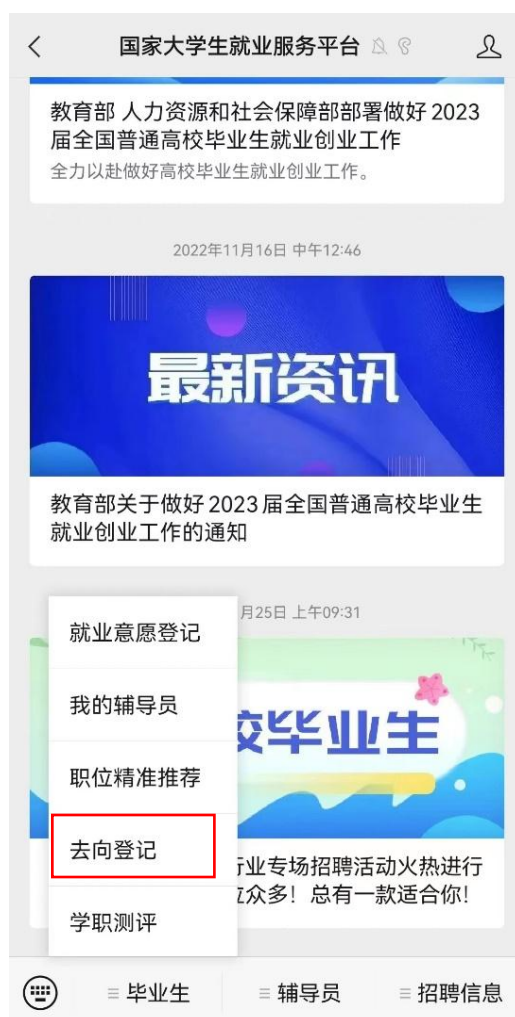 国家大学生就业服务平台
教育部 人力资源和社会保障部部署做好 2023
届全国普通高校毕业生就业创业工作
全力以赴做好高校毕业生就业创业工作。
2022年11月16日 中午12:46
最新资讯
教育部关于做好 2023 届全国普通高校毕业生
就业创业工作的通知
月25日 上午09:31
就业意愿登记
我的辅导员
校毕业生
职位精准推荐
去向登记
行业专场招聘活动火热进行
位众多！总有一款适合你!
学职测评
毕业生
辅导员
招聘信息